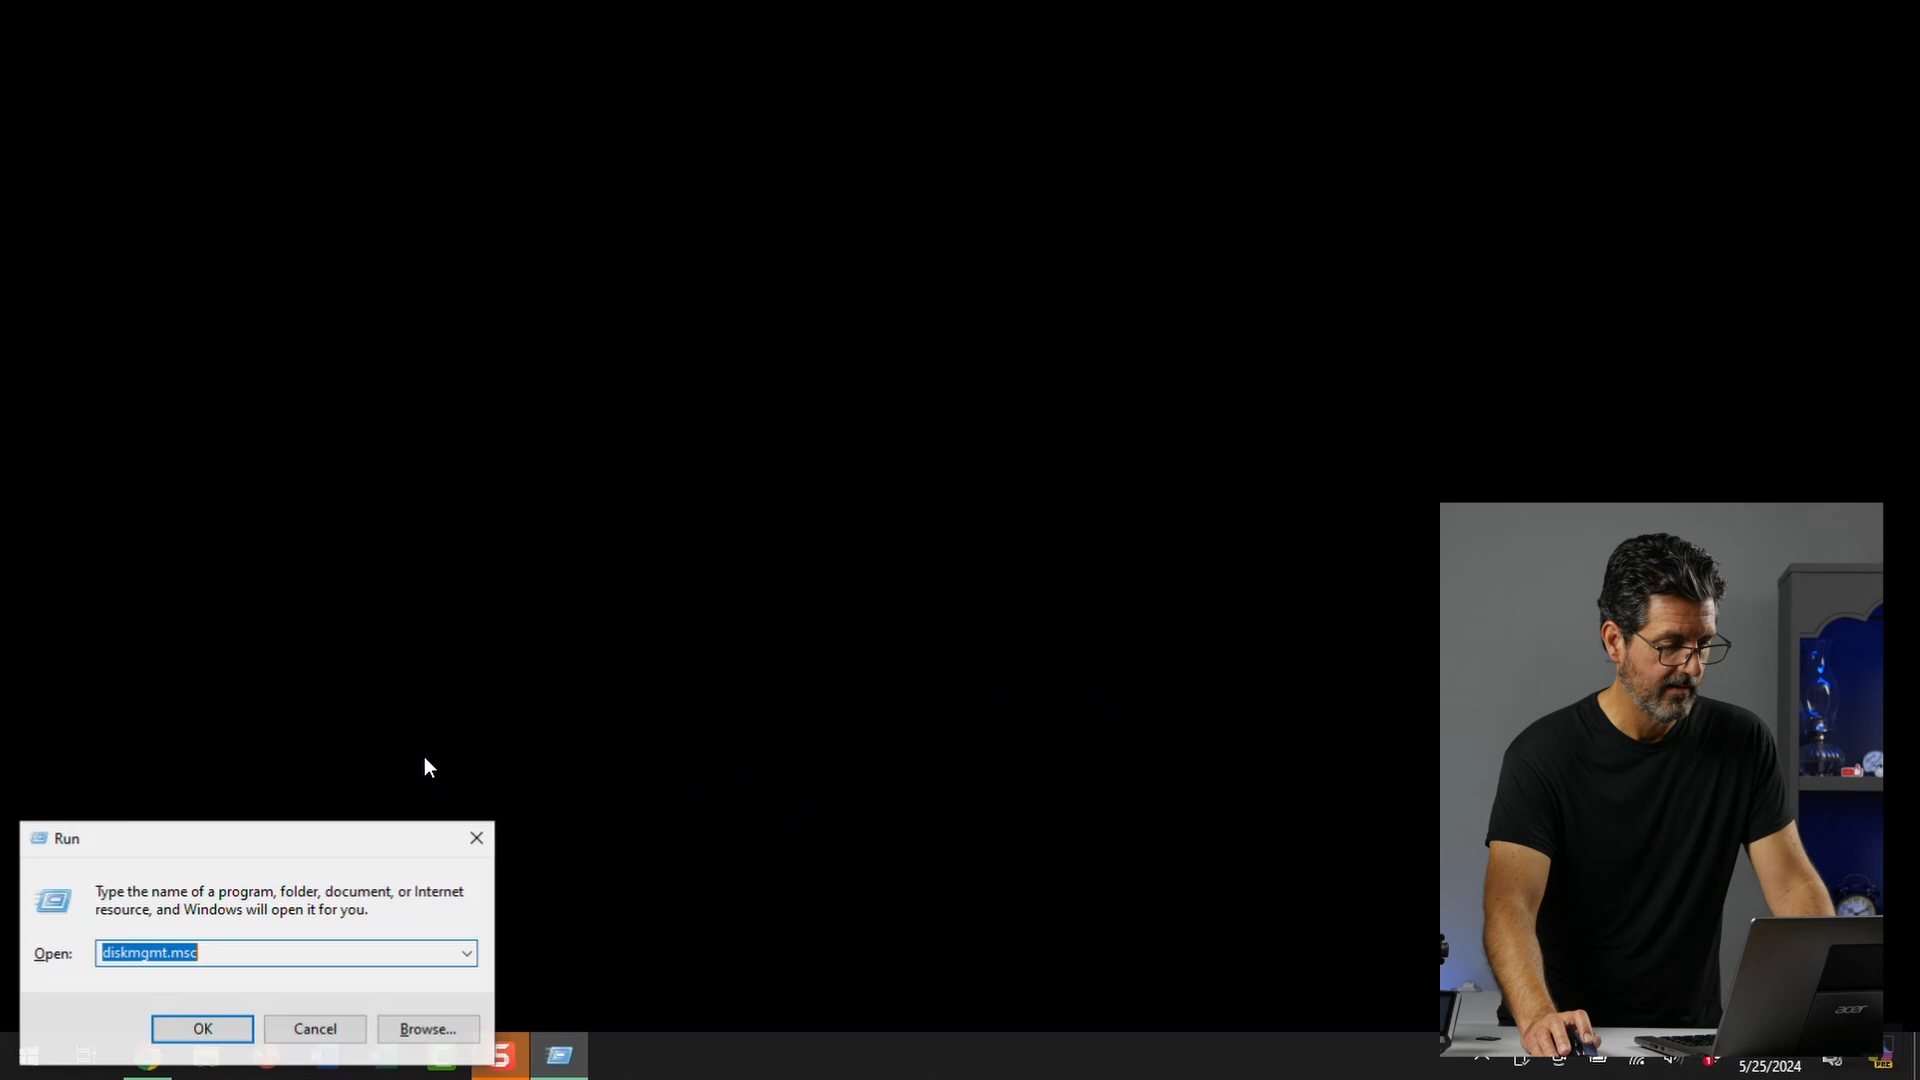 Run
Type the name of a program, folder, document, or Internet
resource, and Windows will open it for you.
Open:
diskmgmt.msc
OK
Cancel
Browse...
acer
5/25/2024